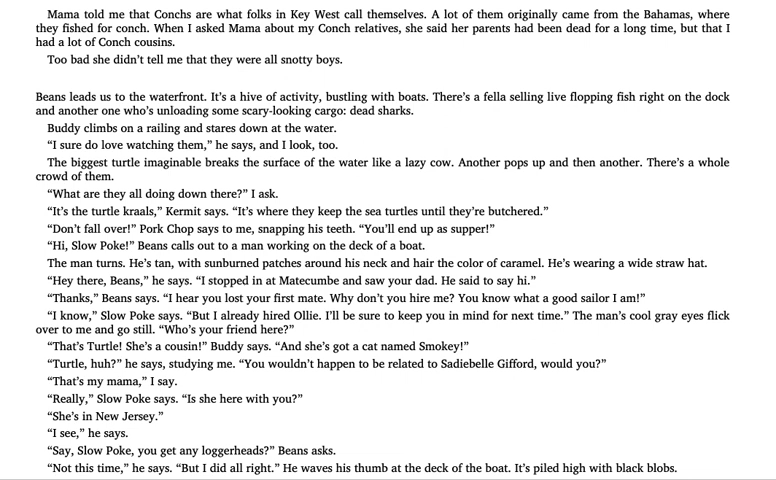 Mama told me that Conchs are what folks in Key West call themselves. A lot of them originally came from the Bahamas, where
they fished for conch. When I asked Mama about my Conch relatives, she said her parents had been dead for a long time, but that I
had a lot of Conch cousins.
Too bad she didn’t tell me that they were all snotty boys.
Beans leads us to the waterfront. It’s a hive of activity, bustling with boats. There’s a fella selling live flopping fish right on the dock
and another one who’s unloading some scary-looking cargo: dead sharks.
Buddy climbs on a railing and stares down at the water.
“I sure do love watching them,” he says, and I look, too.
The biggest turtle imaginable breaks the surface of the water like a lazy cow. Another pops up and then another. There’s a whole
crowd of them.
“What are they all doing down there?” I ask.
“It’s the turtle kraals,” Kermit says. “It’s where they keep the sea turtles until they’re butchered.”
“Don’t fall over!” Pork Chop says to me, snapping his teeth. “You’ll end up as supper!”
“Hi, Slow Poke!” Beans calls out to a man working on the deck of a boat.
The man turns. He’s tan, with sunburned patches around his neck and hair the color of caramel. He’s wearing a wide straw hat.
“Hey there, Beans,” he says. “I stopped in at Matecumbe and saw your dad. He said to say hi.”
“Thanks,” Beans says. “I hear you lost your first mate. Why don’t you hire me? You know what a good sailor I am!”
“I know,” Slow Poke says. “But I already hired Ollie. I’ll be sure to keep you in mind for next time.” The man’s cool gray eyes flick
over to me and go still. “Who’s your friend here?”
“That’s Turtle! She’s a cousin!” Buddy says. “And she’s got a cat named Smokey!”
“Turtle, huh?” he says, studying me. “You wouldn’t happen to be related to Sadiebelle Gifford, would you?”
“That’s my mama,” I say.
“Really,” Slow Poke says. “Is she here with you?”
“She’s in New Jersey.”
“I see,” he says.
“Say, Slow Poke, you get any loggerheads?” Beans asks.
“Not this time,” he says. “But I did all right.” He waves his thumb at the deck of the boat. It’s piled high with black blobs.